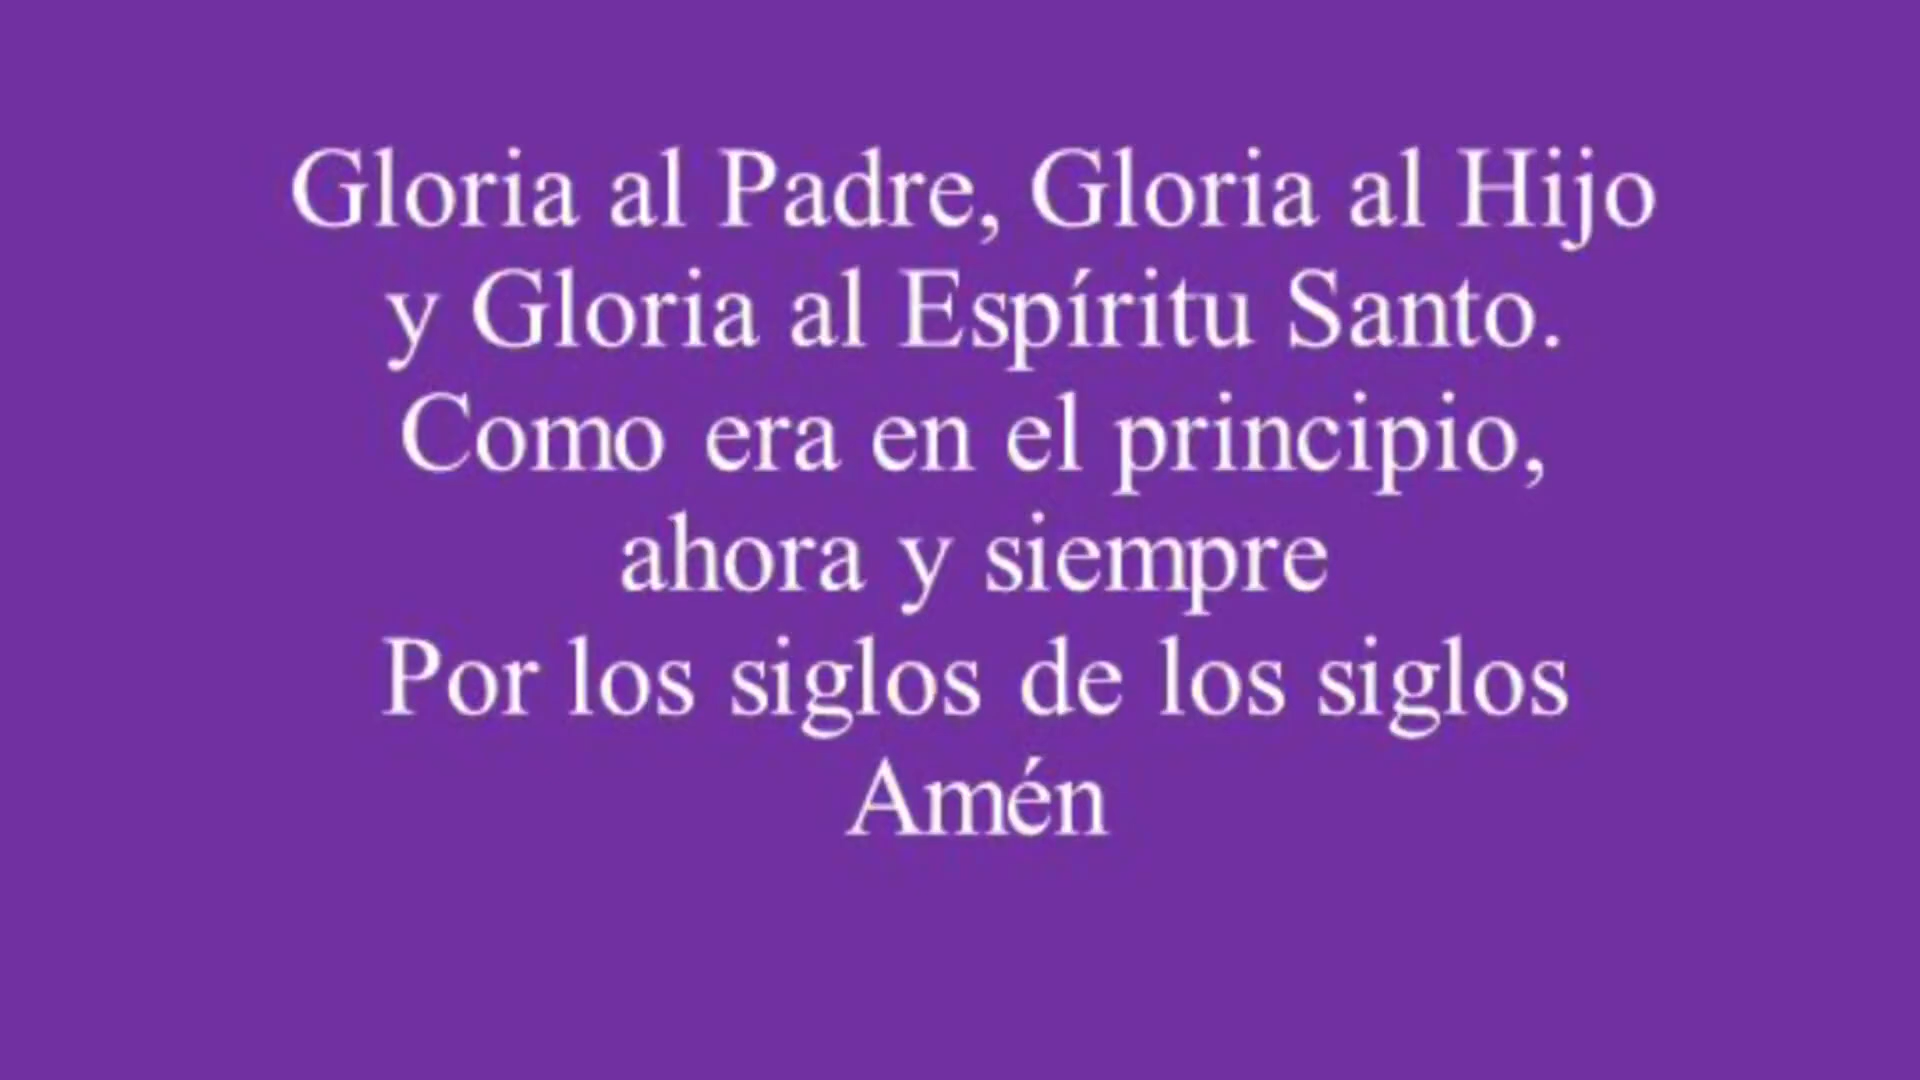 Gloria al Padre, Gloria al Hijo
y Gloria al Espíritu Santo.
Como era en el principio,
ahora y siempre
Por los siglos de los siglos
Amén